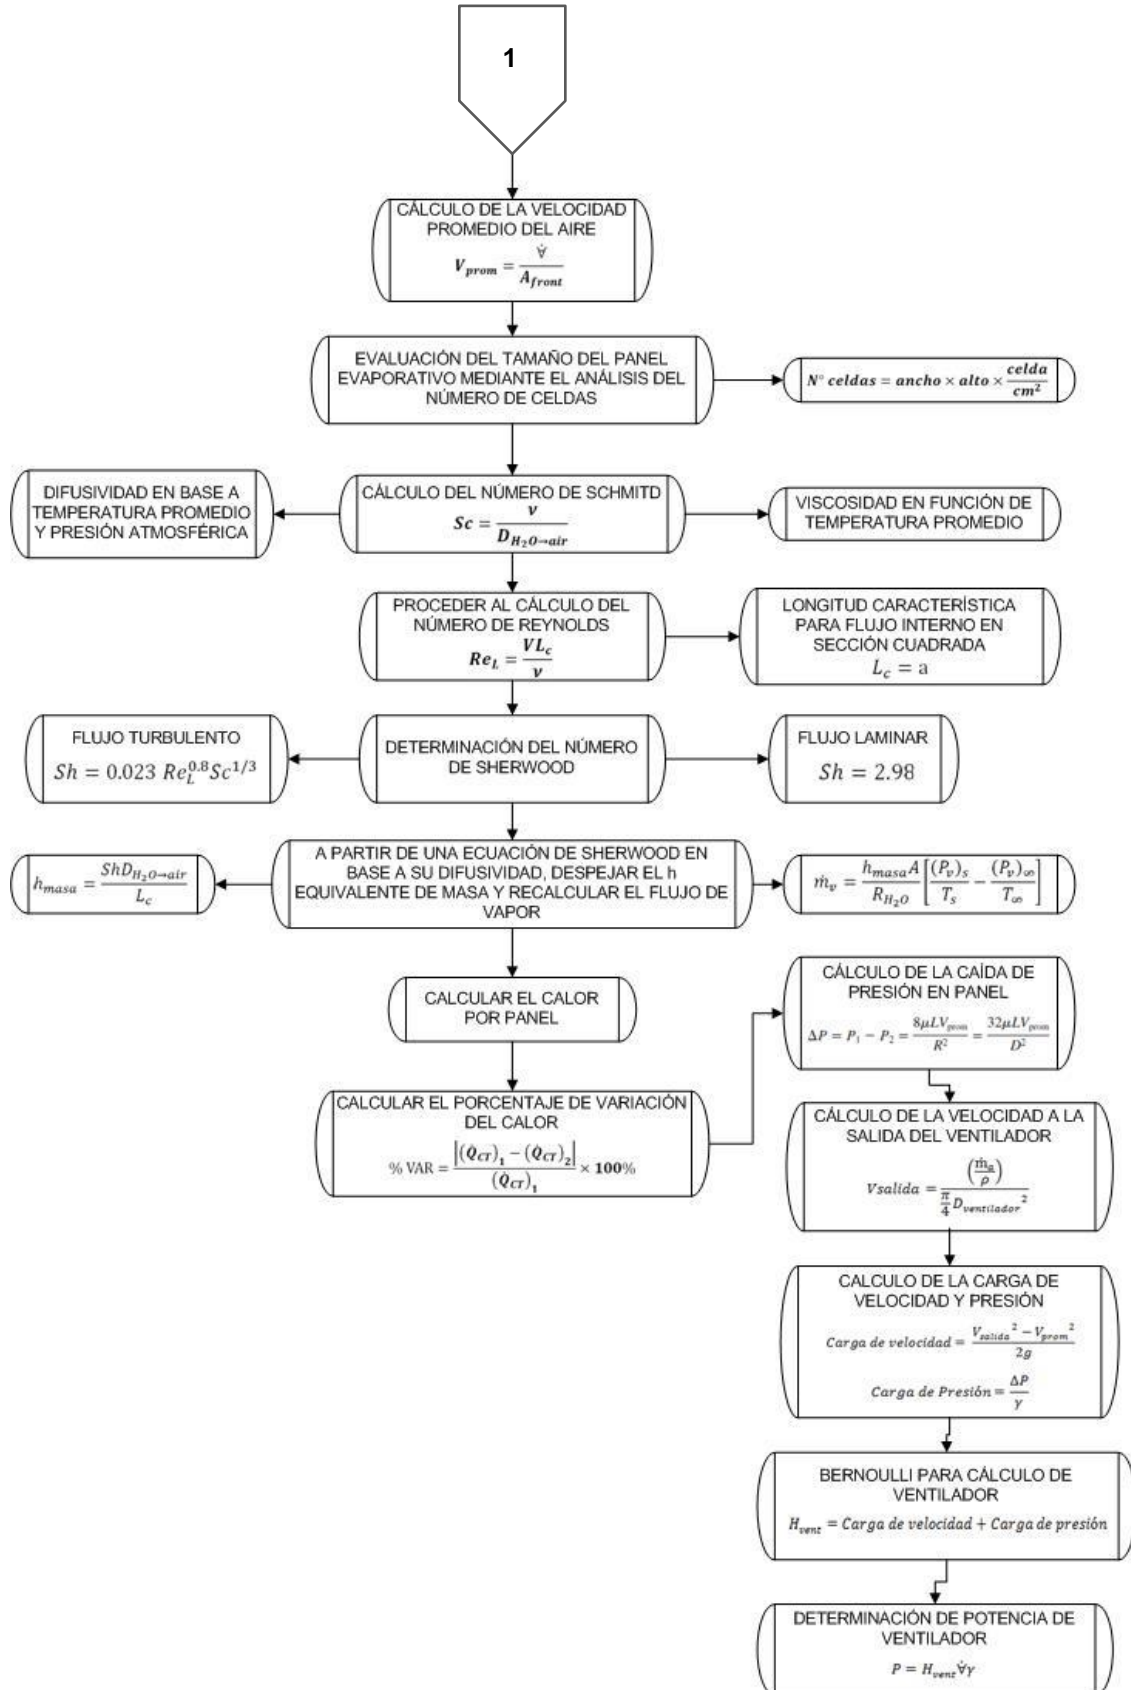 1
CÁLCULO DE LA VELOCIDAD
PROMEDIO DEL AIRE
V_prom = ∀̇ / A_front
EVALUACIÓN DEL TAMAÑO DEL PANEL
EVAPORATIVO MEDIANTE EL ANÁLISIS DEL
NÚMERO DE CELDAS
N° celdas = ancho × alto × celda / cm²
DIFUSIVIDAD EN BASE A
TEMPERATURA PROMEDIO
Y PRESIÓN ATMOSFÉRICA
CÁLCULO DEL NÚMERO DE SCHMITD
Sc = ν / D_H₂O→air
VISCOSIDAD EN FUNCIÓN DE
TEMPERATURA PROMEDIO
PROCEDER AL CÁLCULO DEL
NÚMERO DE REYNOLDS
Re_L = VL_c / ν
LONGITUD CARACTERÍSTICA
PARA FLUJO INTERNO EN
SECCIÓN CUADRADA
L_c = a
FLUJO TURBULENTO
Sh = 0.023 Re_L^0.8 Sc^1/3
DETERMINACIÓN DEL NÚMERO
DE SHERWOOD
FLUJO LAMINAR
Sh = 2.98
h_masa = ShD_H₂O→air / L_c
A PARTIR DE UNA ECUACIÓN DE SHERWOOD EN
BASE A SU DIFUSIVIDAD, DESPEJAR EL h
EQUIVALENTE DE MASA Y RECALCULAR EL FLUJO DE
VAPOR
ṁ_v = h_masa A / R_H₂O [(P_v)_s / T_s − (P_v)_∞ / T_∞]
CALCULAR EL CALOR
POR PANEL
CALCULAR EL PORCENTAJE DE VARIACIÓN
DEL CALOR
% VAR = |(Q̇_CT)₁ − (Q̇_CT)₂| / (Q̇_CT)₁ × 100%
CÁLCULO DE LA CAÍDA DE
PRESIÓN EN PANEL
ΔP = P₁ − P₂ = 8μLV_prom / R² = 32μLV_prom / D²
CÁLCULO DE LA VELOCIDAD A LA
SALIDA DEL VENTILADOR
Vsalida = (ṁ_a / ρ) / (π/4 D_ventilador²)
CALCULO DE LA CARGA DE
VELOCIDAD Y PRESIÓN
Carga de velocidad = (V_salida² − V_prom²) / 2g
Carga de Presión = ΔP / γ
BERNOULLI PARA CÁLCULO DE
VENTILADOR
H_vent = Carga de velocidad + Carga de presión
DETERMINACIÓN DE POTENCIA DE
VENTILADOR
P = H_vent ∀̇γ